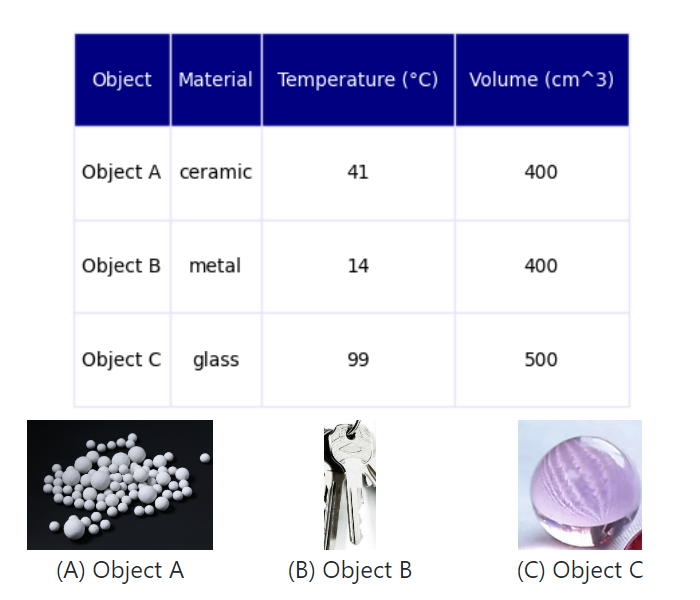 Object Material Temperature (°C) Volume (cm^3)
Object A ceramic 41 400
Object B metal 14 400
Object C glass 99 500
(A) Object A (B) Object B (C) Object C